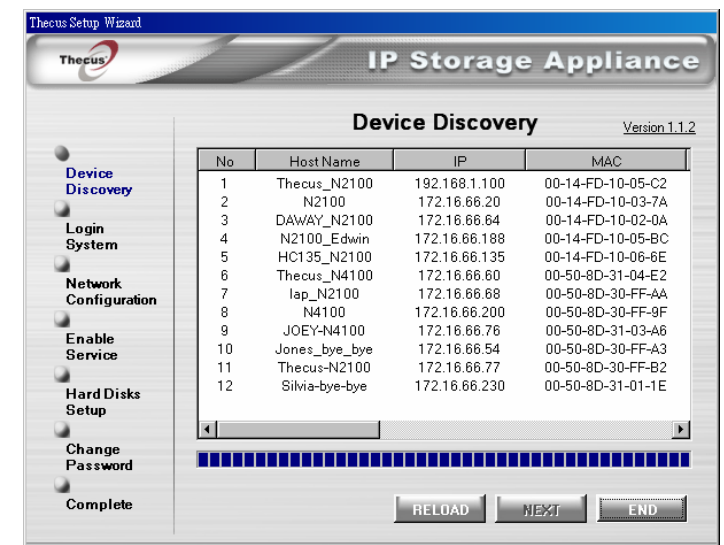 Thecus Setup Wizard
Thecus
IP Storage Appliance
Device Discovery
Version 1.1.2
Device
Discovery
Login
System
Network
Configuration
Enable
Service
Hard Disks
Setup
Change
Password
Complete
No Host Name IP MAC
1 Thecus_N2100 192.168.1.100 00-14-FD-10-05-C2
2 N2100 172.16.66.20 00-14-FD-10-03-7A
3 DAWAY_N2100 172.16.66.64 00-14-FD-10-02-0A
4 N2100_Edwin 172.16.66.188 00-14-FD-10-05-BC
5 HC135_N2100 172.16.66.135 00-14-FD-10-06-6E
6 Thecus_N4100 172.16.66.60 00-50-8D-31-04-E2
7 Iap_N2100 172.16.66.68 00-50-8D-30-FF-AA
8 N4100 172.16.66.200 00-50-8D-30-FF-9F
9 JOEY-N4100 172.16.66.76 00-50-8D-31-03-A6
10 Jones_bye_bye 172.16.66.54 00-50-8D-30-FF-A3
11 Thecus-N2100 172.16.66.77 00-50-8D-30-FF-B2
12 Silvia-bye-bye 172.16.66.230 00-50-8D-31-01-1E
RELOAD NEXT END